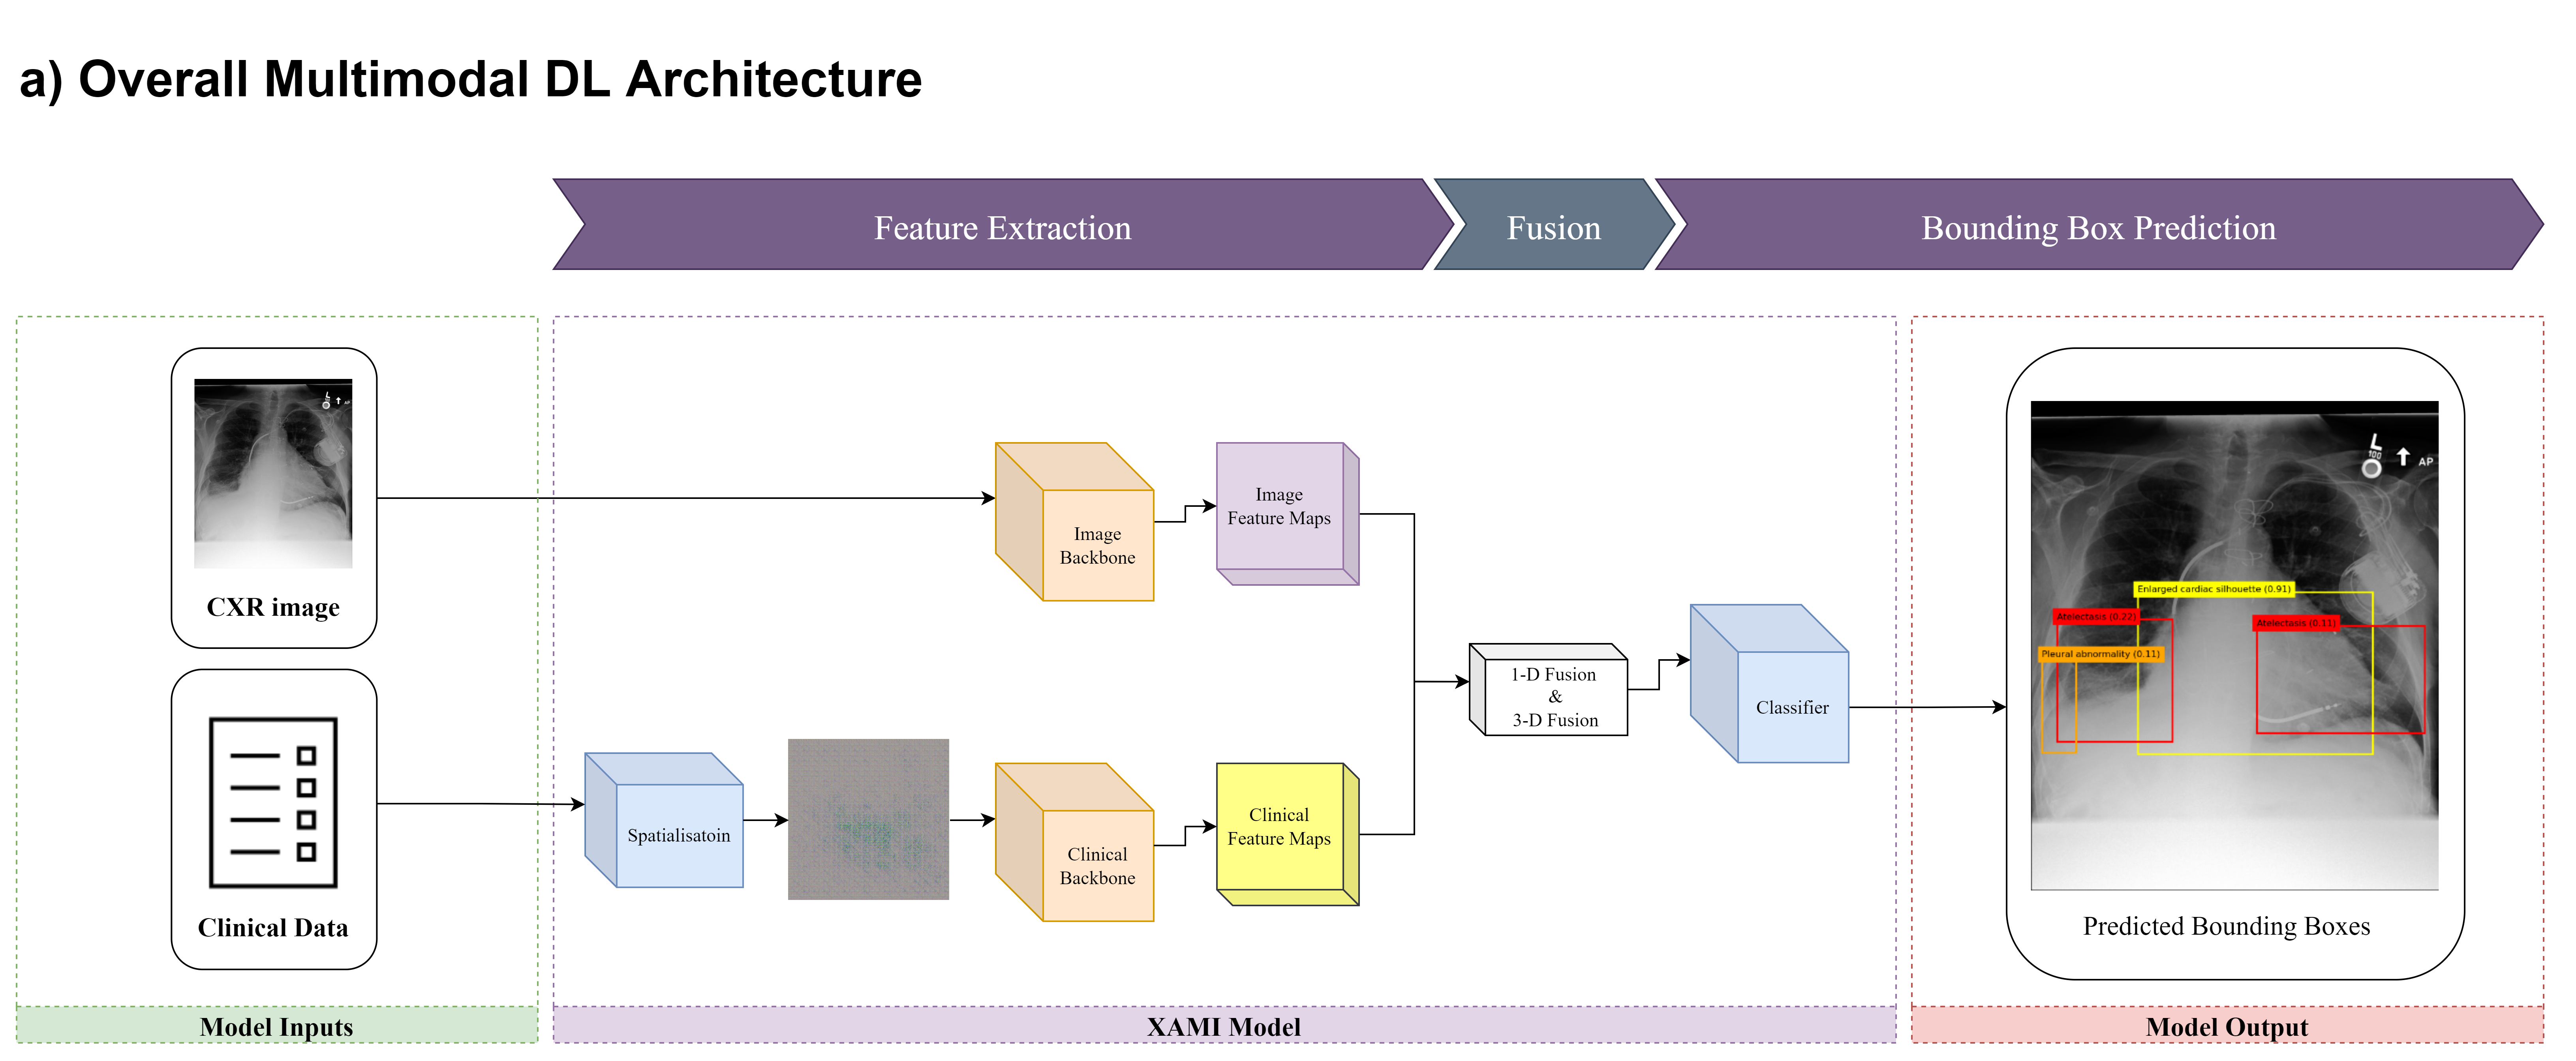 a) Overall Multimodal DL Architecture
Feature Extraction
Fusion
Bounding Box Prediction
L
AP
CXR image
Clinical Data
Model Inputs
Image
Backbone
Image
Feature Maps
Spatialisatoin
Clinical
Backbone
Clinical
Feature Maps
1-D Fusion
&
3-D Fusion
Classifier
XAMI Model
L
100
AP
Enlarged cardiac silhouette (0.91)
Atelectasis (0.22)
Atelectasis (0.11)
Pleural abnormality (0.11)
Predicted Bounding Boxes
Model Output